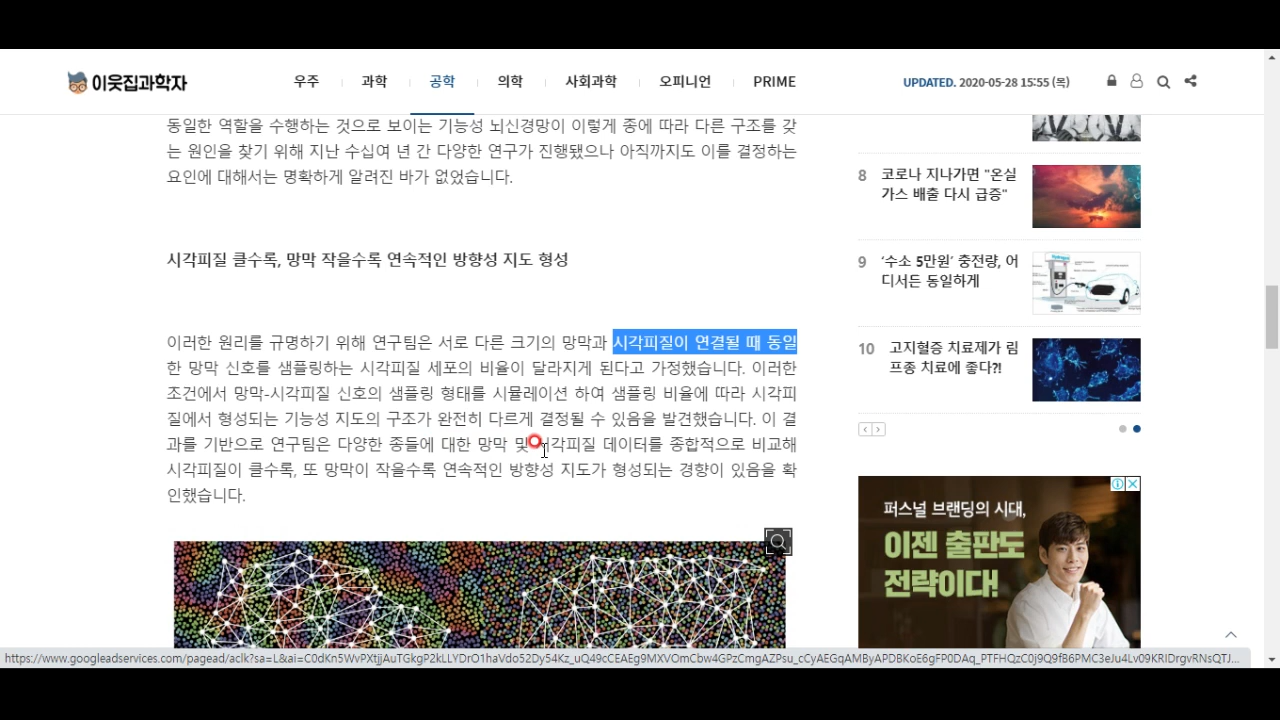 이웃집과학자
우주
과학
공학
의학
사회과학
오피니언
PRIME
UPDATED. 2020-05-28 15:55 (목)
동일한 역할을 수행하는 것으로 보이는 기능성 뇌신경망이 이렇게 종에 따라 다른 구조를 갖
는 원인을 찾기 위해 지난 수십여 년 간 다양한 연구가 진행됐으나 아직까지도 이를 결정하는
요인에 대해서는 명확하게 알려진 바가 없었습니다.
시각피질 클수록, 망막 작을수록 연속적인 방향성 지도 형성
이러한 원리를 규명하기 위해 연구팀은 서로 다른 크기의 망막과 시각피질이 연결될 때 동일
한 망막 신호를 샘플링하는 시각피질 세포의 비율이 달라지게 된다고 가정했습니다. 이러한
조건에서 망막-시각피질 신호의 샘플링 형태를 시뮬레이션 하여 샘플링 비율에 따라 시각피
질에서 형성되는 기능성 지도의 구조가 완전히 다르게 결정될 수 있음을 발견했습니다. 이 결
과를 기반으로 연구팀은 다양한 종들에 대한 망막 및 시각피질 데이터를 종합적으로 비교해
시각피질이 클수록, 또 망막이 작을수록 연속적인 방향성 지도가 형성되는 경향이 있음을 확
인했습니다.
8 코로나 지나가면 "온실
가스 배출 다시 급증"
9 ‘수소 5만원’ 충전량, 어
디서든 동일하게
10 고지혈증 치료제가 림
프종 치료에 좋다?!
퍼스널 브랜딩의 시대,
이젠 출판도
전략이다!